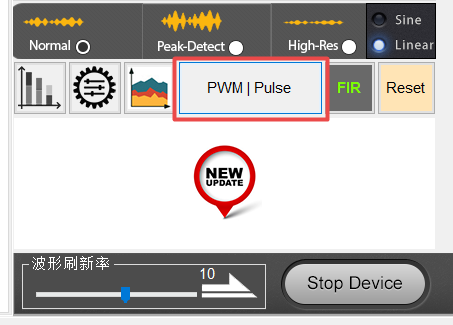 Normal
Peak-Detect
High-Res
Sine
Linear
PWM | Pulse
FIR
Reset
NEW
UPDATE
波形刷新率
10
Stop Device